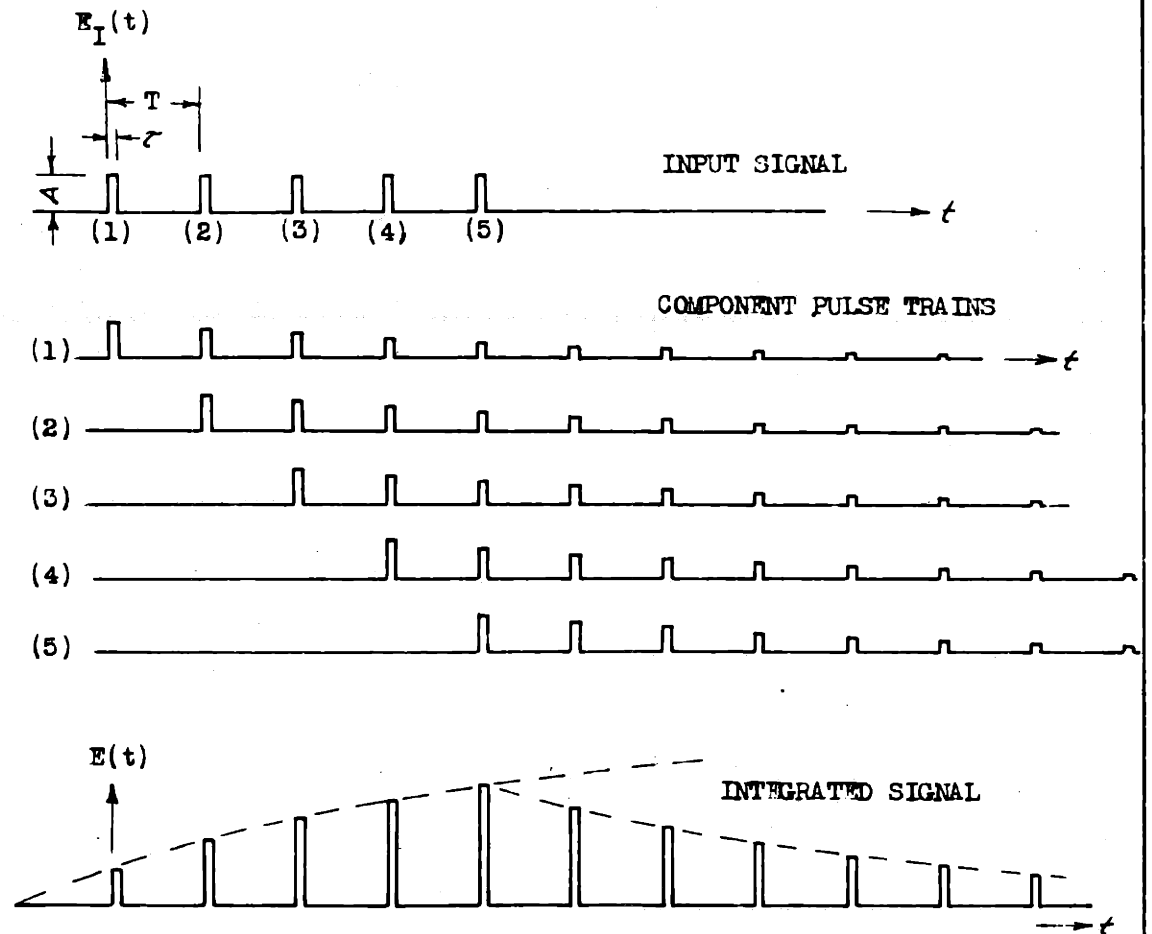 E_I(t)
T
τ
A
INPUT SIGNAL
t
(1) (2) (3) (4) (5)
COMPONENT PULSE TRAINS
(1)
t
(2)
(3)
(4)
(5)
E(t)
INTEGRATED SIGNAL
t